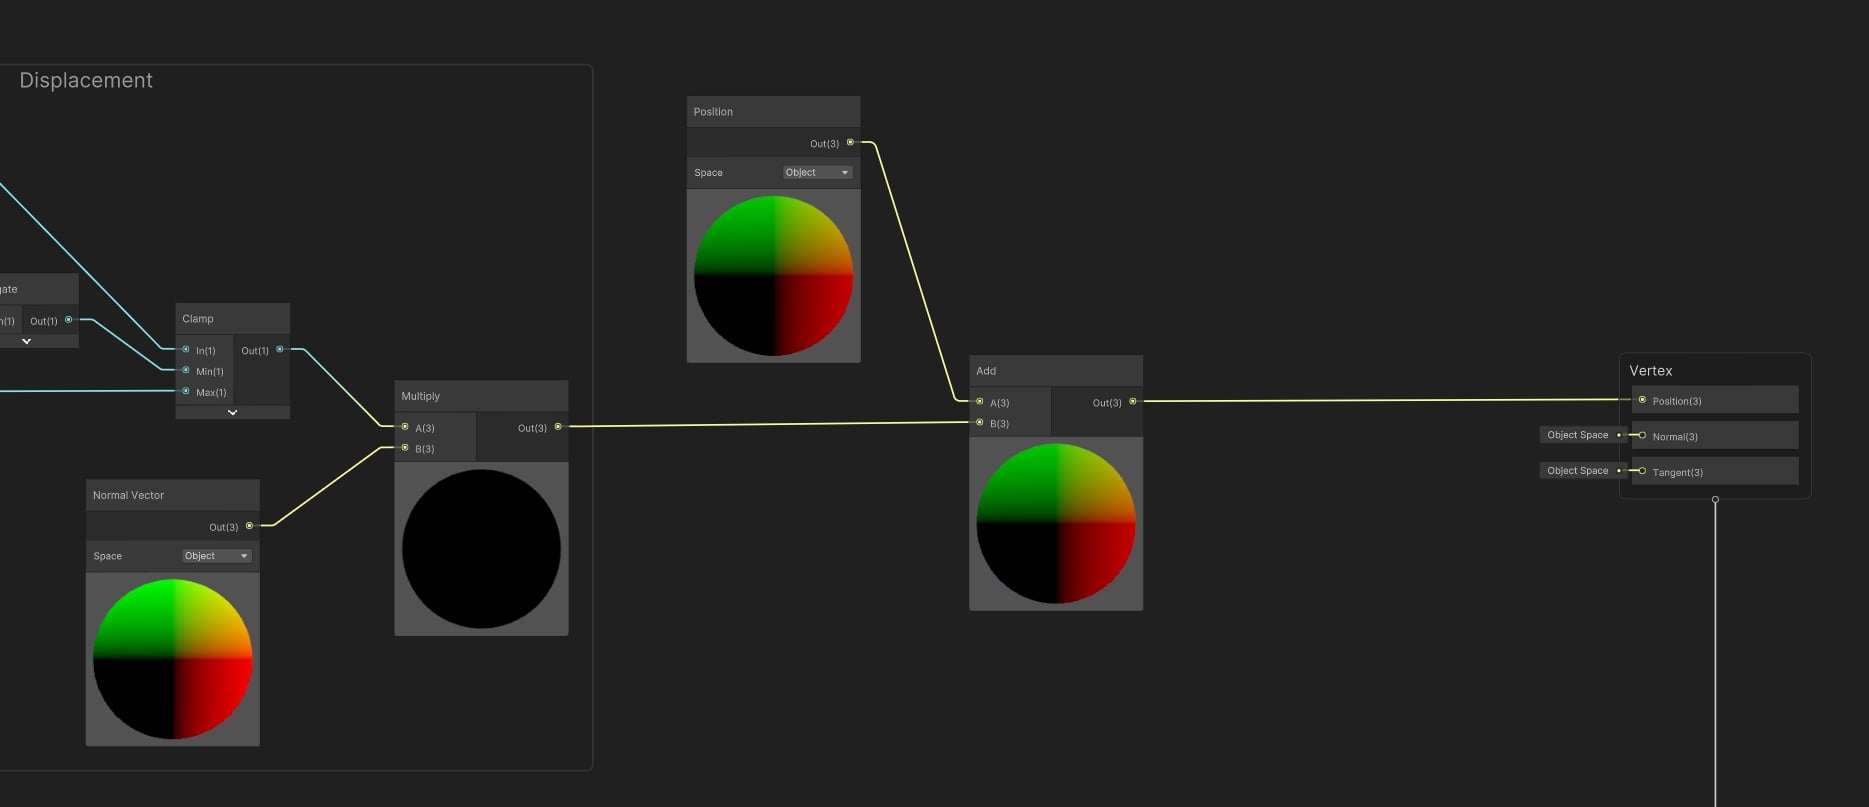 Displacement
Position
Out(3)
Space
Object
Out(1)
Clamp
In(1)
Out(1)
Min(1)
Max(1)
Multiply
A(3)
Out(3)
B(3)
Normal Vector
Out(3)
Space
Object
Add
A(3)
Out(3)
B(3)
Vertex
Position(3)
Object Space
Normal(3)
Object Space
Tangent(3)